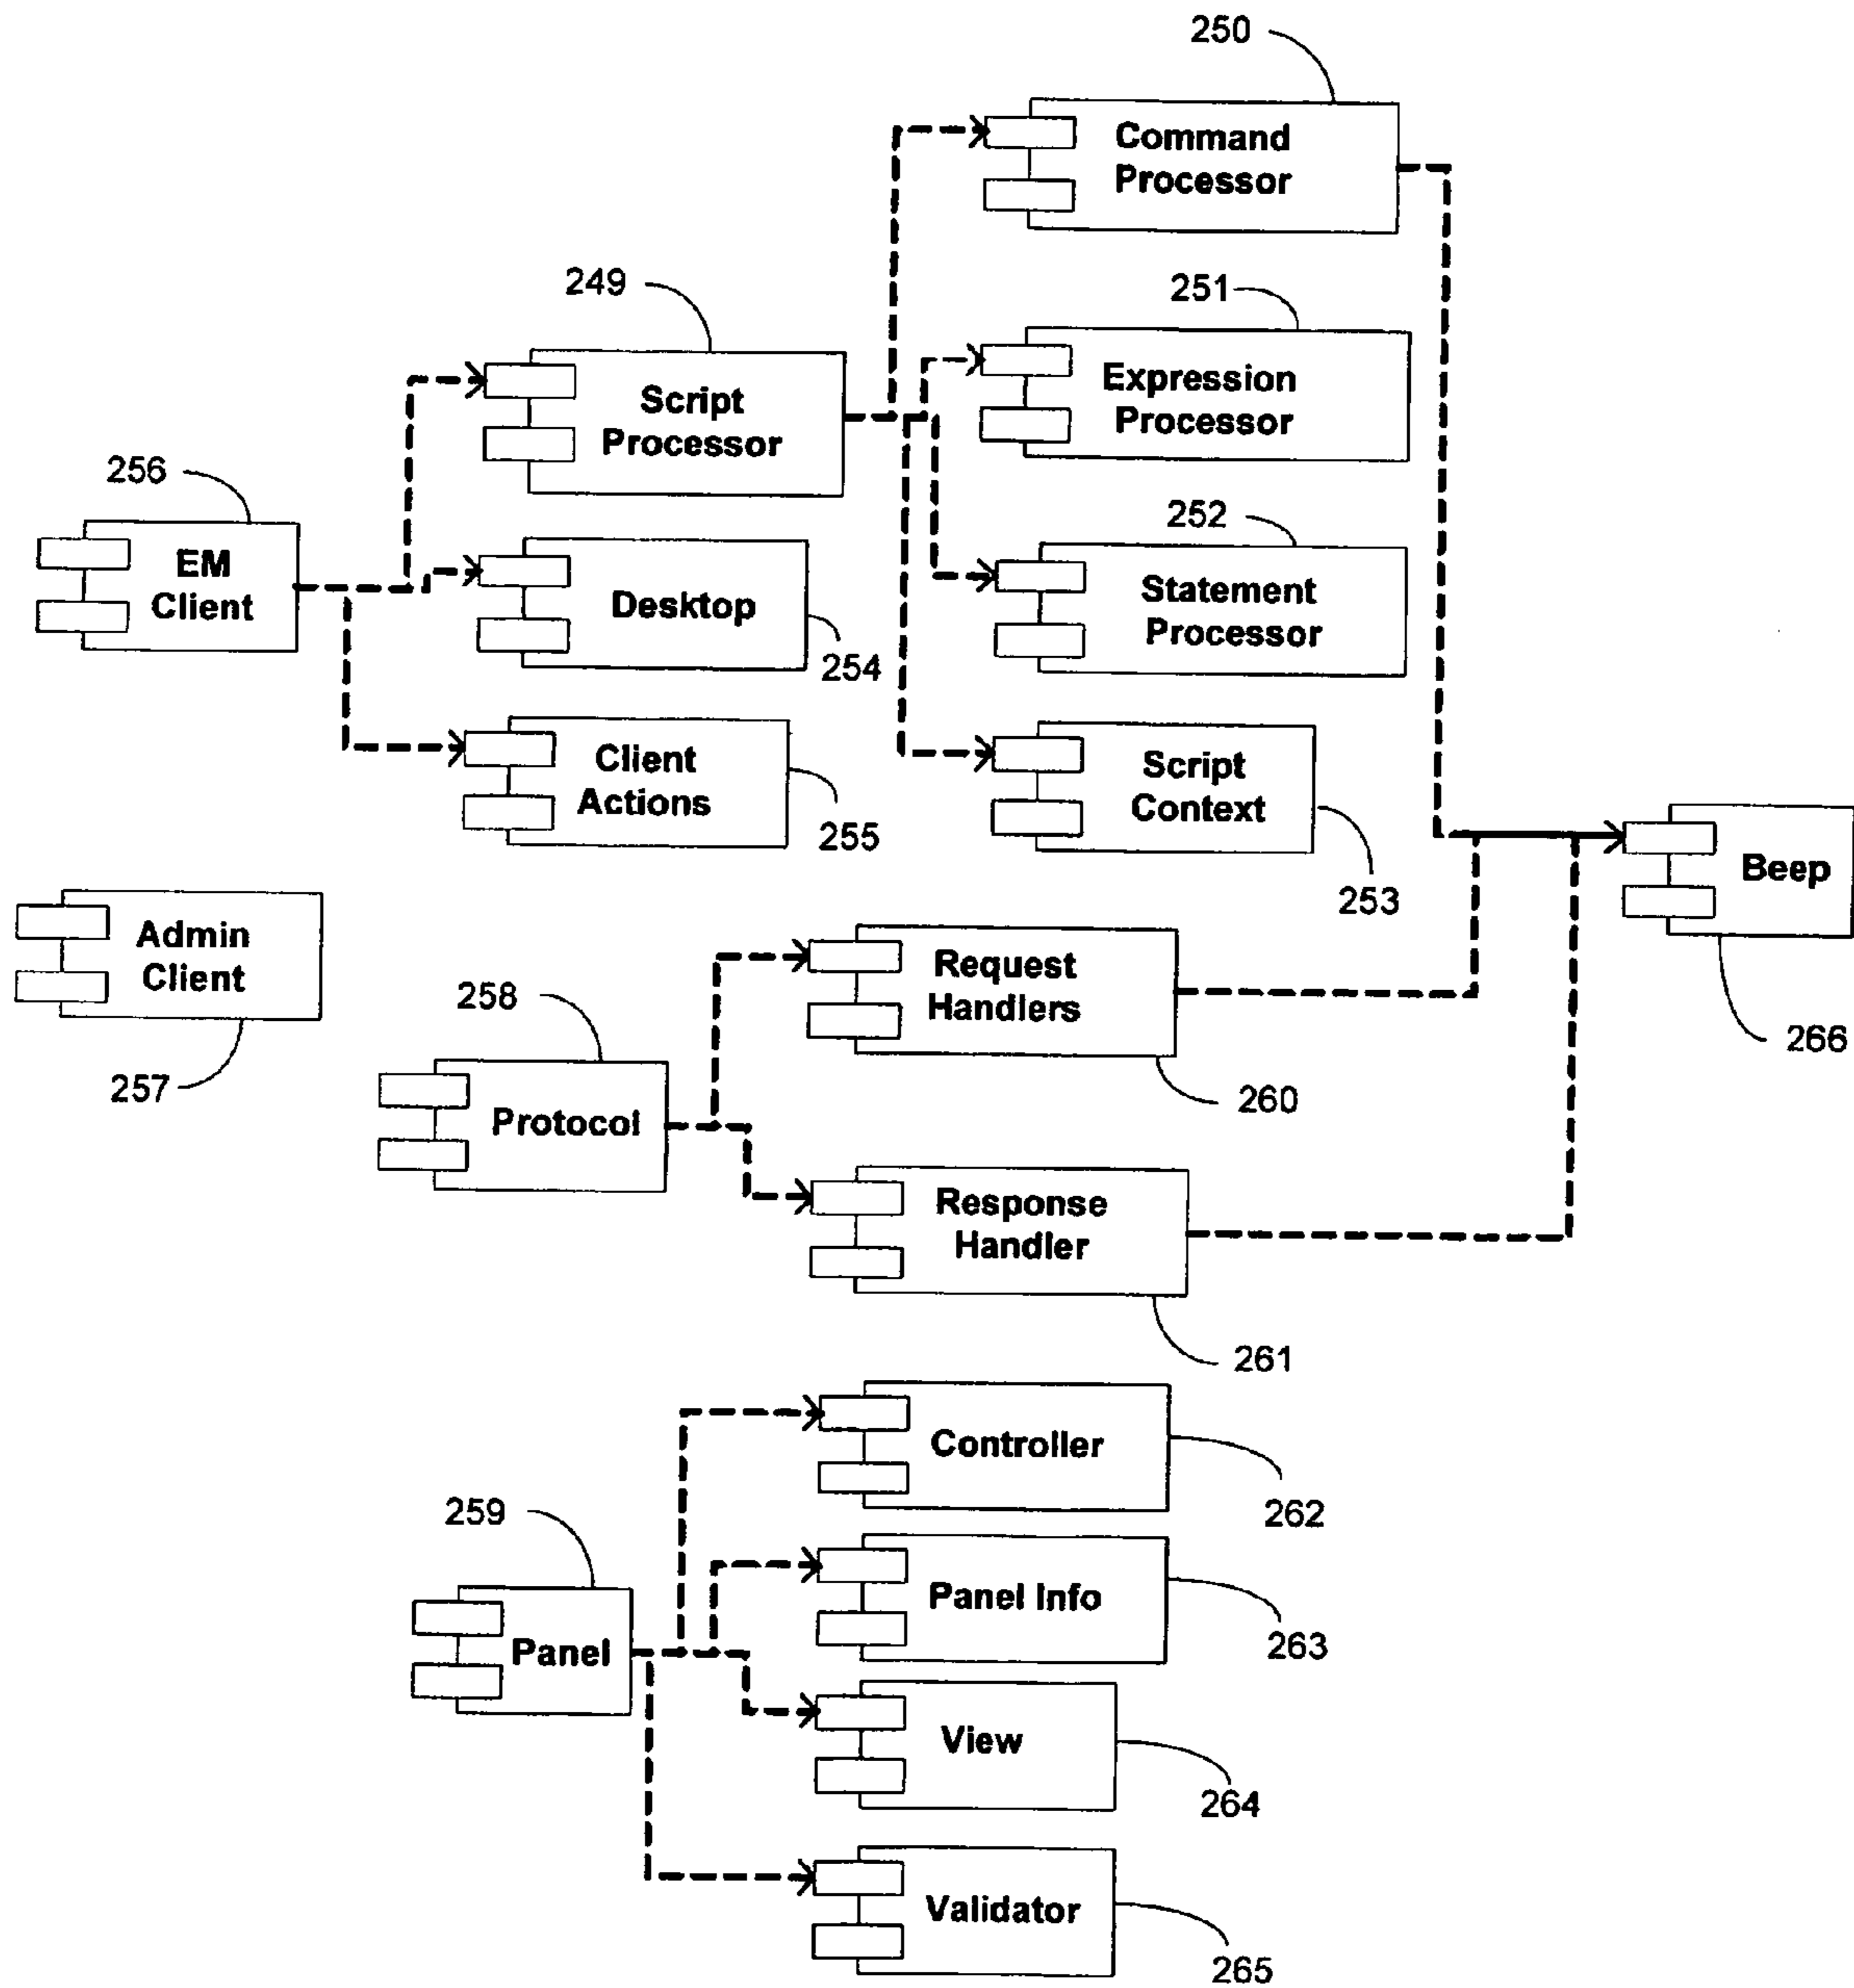 250
Command
Processor
249
251
Script
Processor
Expression
Processor
256
252
EM
Client
Desktop
254
Statement
Processor
Client
Actions
255
Script
Context
253
Beep
266
Admin
Client
257
258
Request
Handlers
260
Protocol
Response
Handler
261
Controller
262
259
Panel Info
263
Panel
View
264
Validator
265